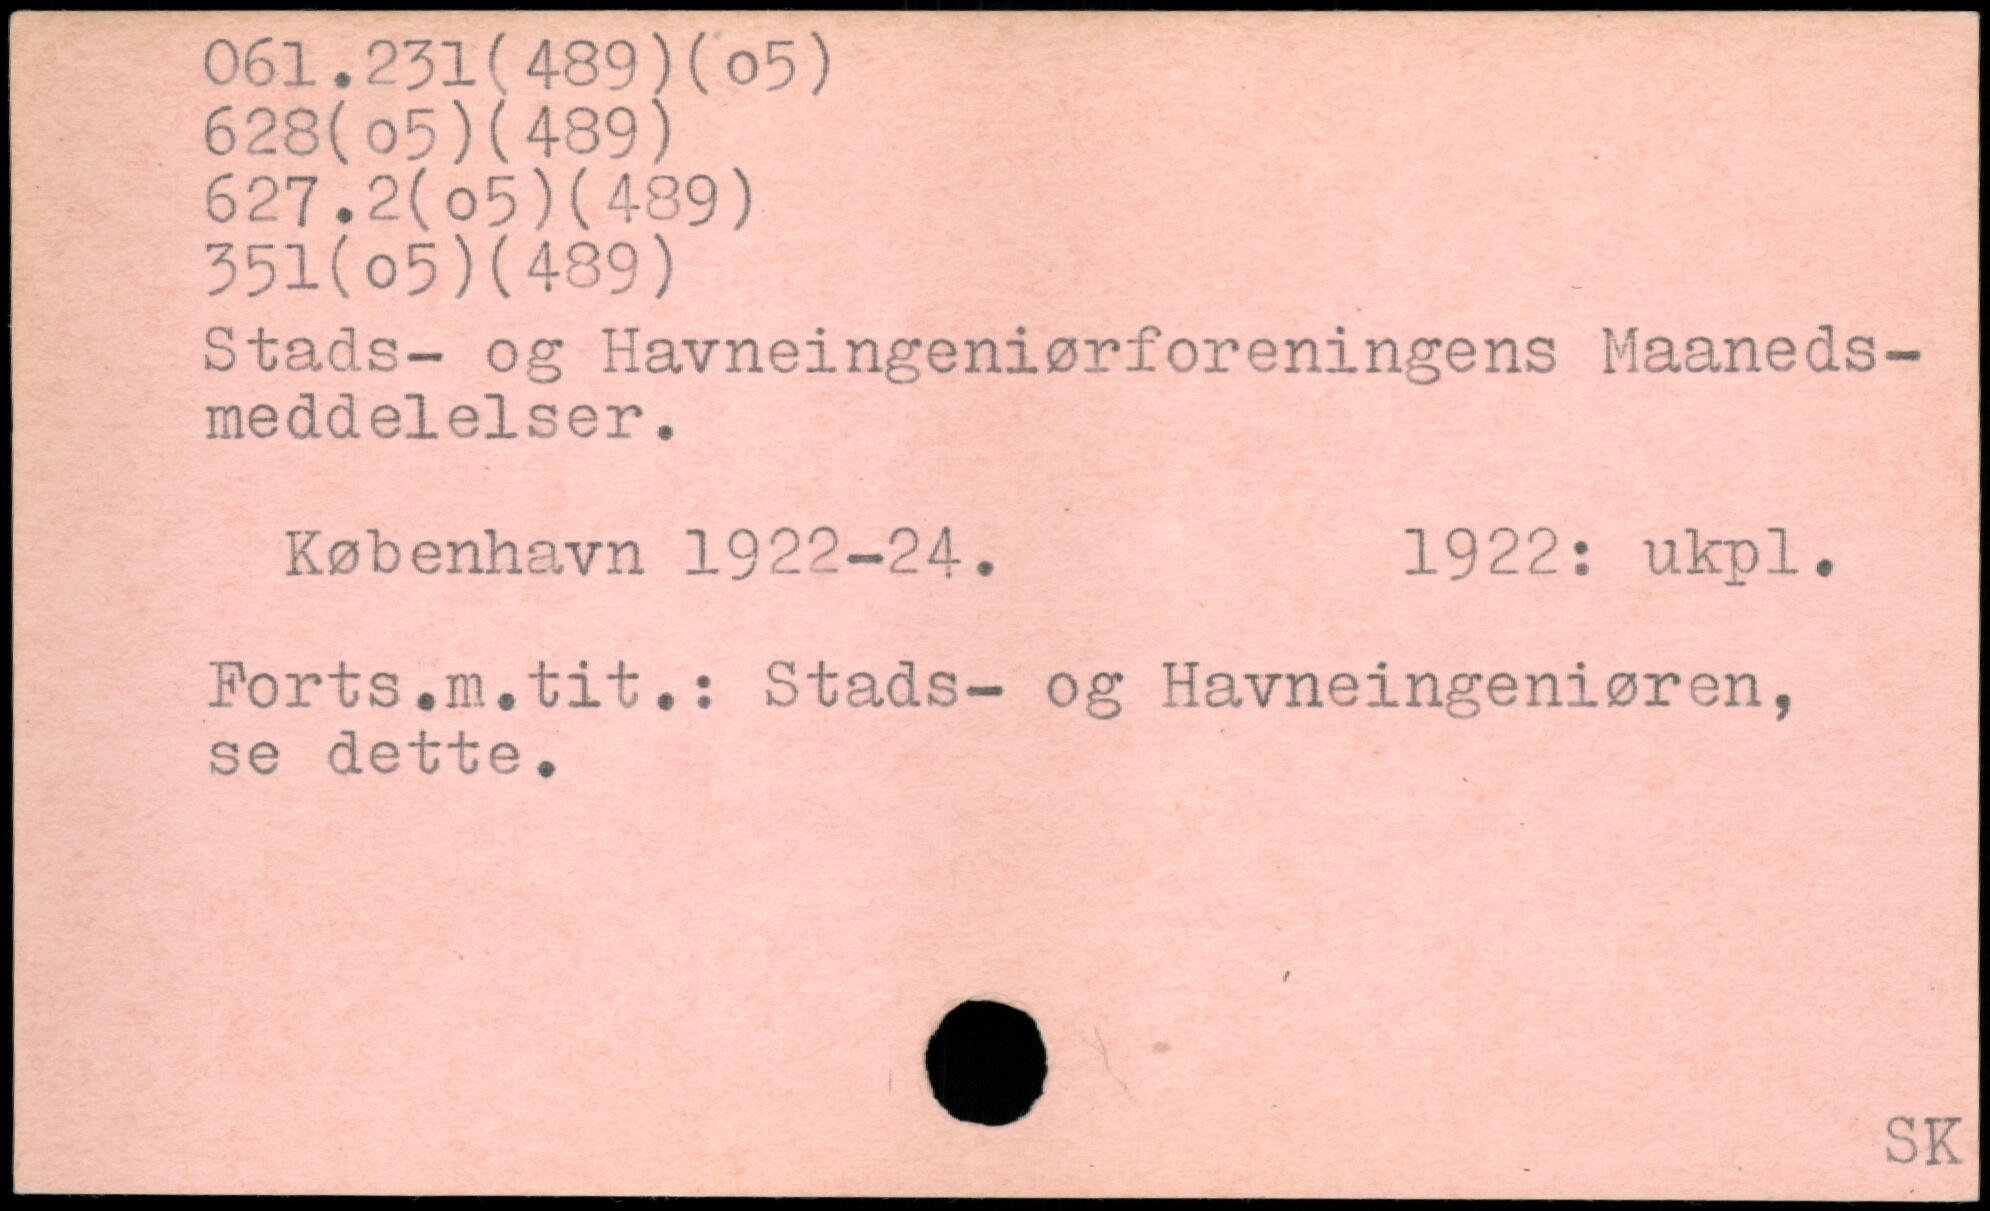 061.231(489)(o5)
628(o5)(489)
627.2(o5)(489)
351(o5)(489)
Stads- og Havneingeniørforeningens Maaneds-
meddelelser.
København 1922-24. 1922: ukpl.
Forts.m.tit.: Stads- og Havneingeniøren,
se dette.
SK